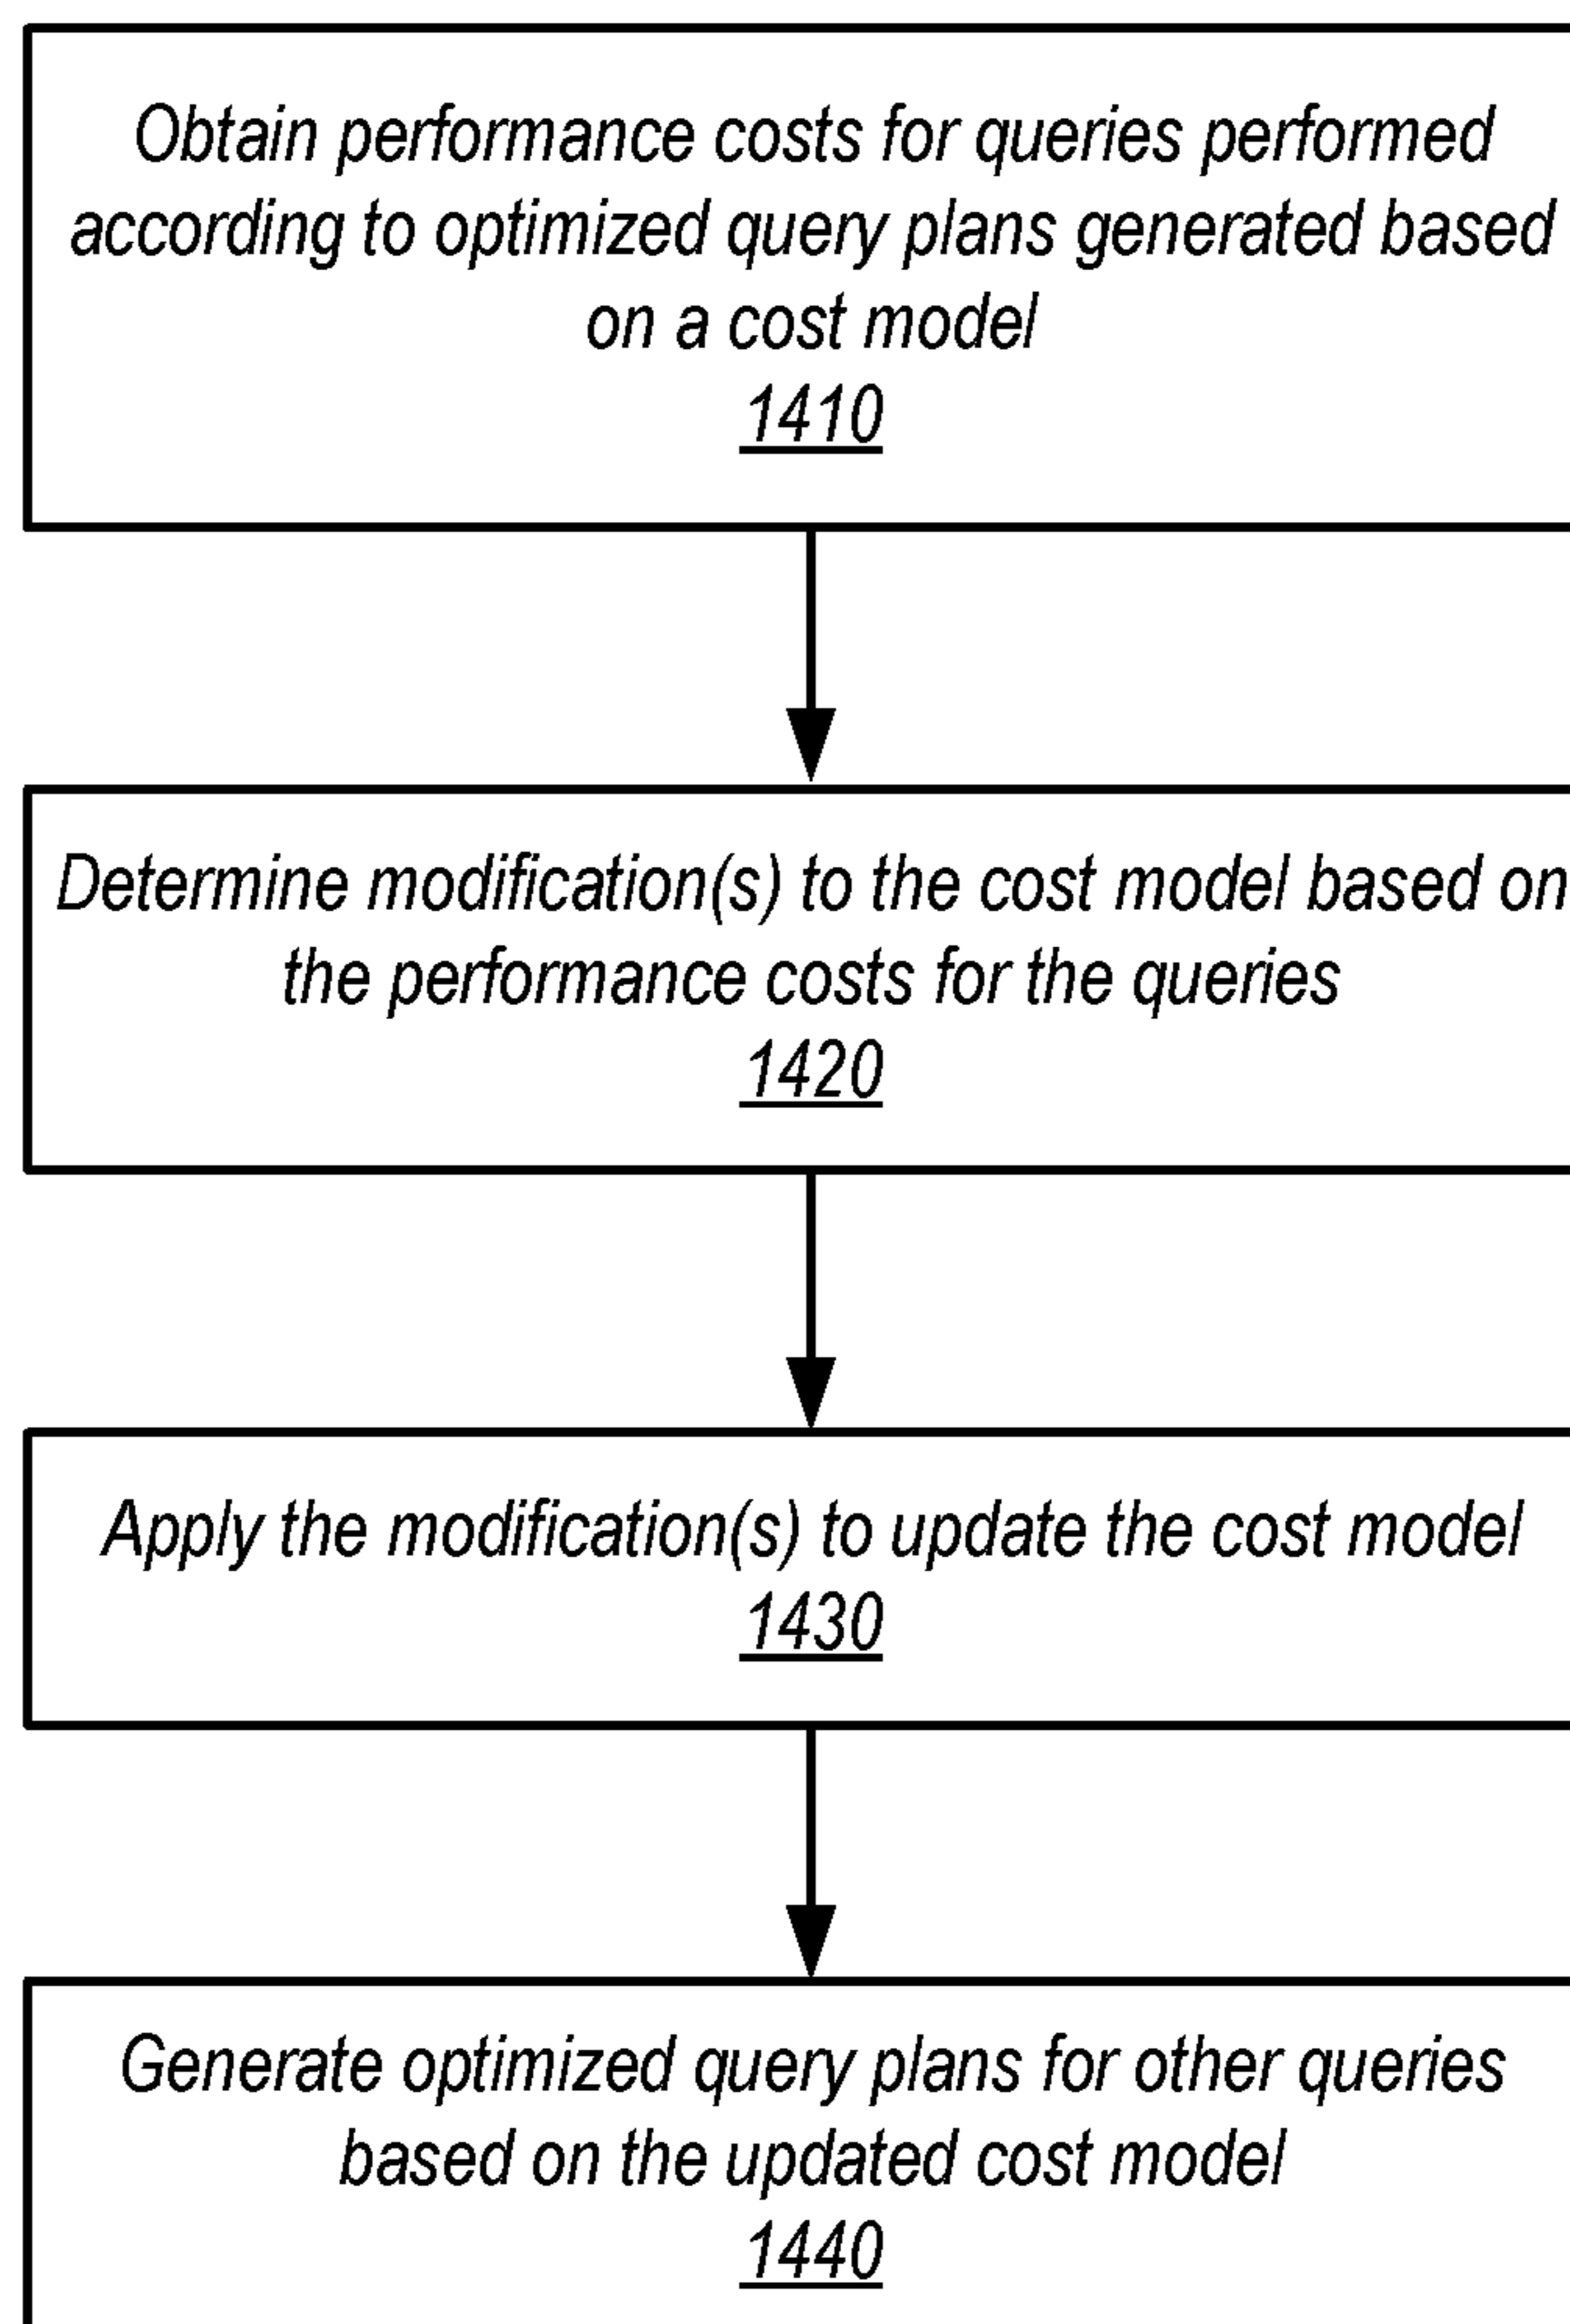 Obtain performance costs for queries performed
according to optimized query plans generated based
on a cost model
1410
Determine modification(s) to the cost model based on
the performance costs for the queries
1420
Apply the modification(s) to update the cost model
1430
Generate optimized query plans for other queries
based on the updated cost model
1440